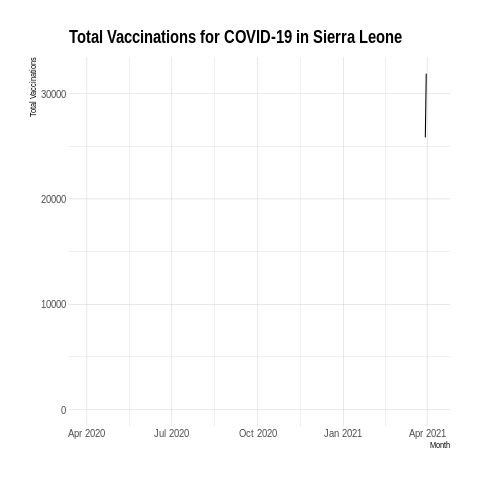 Total Vaccinations for COVID-19 in Sierra Leone
Total Vaccinations
30000
20000
10000
0
Apr 2020 Jul 2020 Oct 2020 Jan 2021 Apr 2021
Month